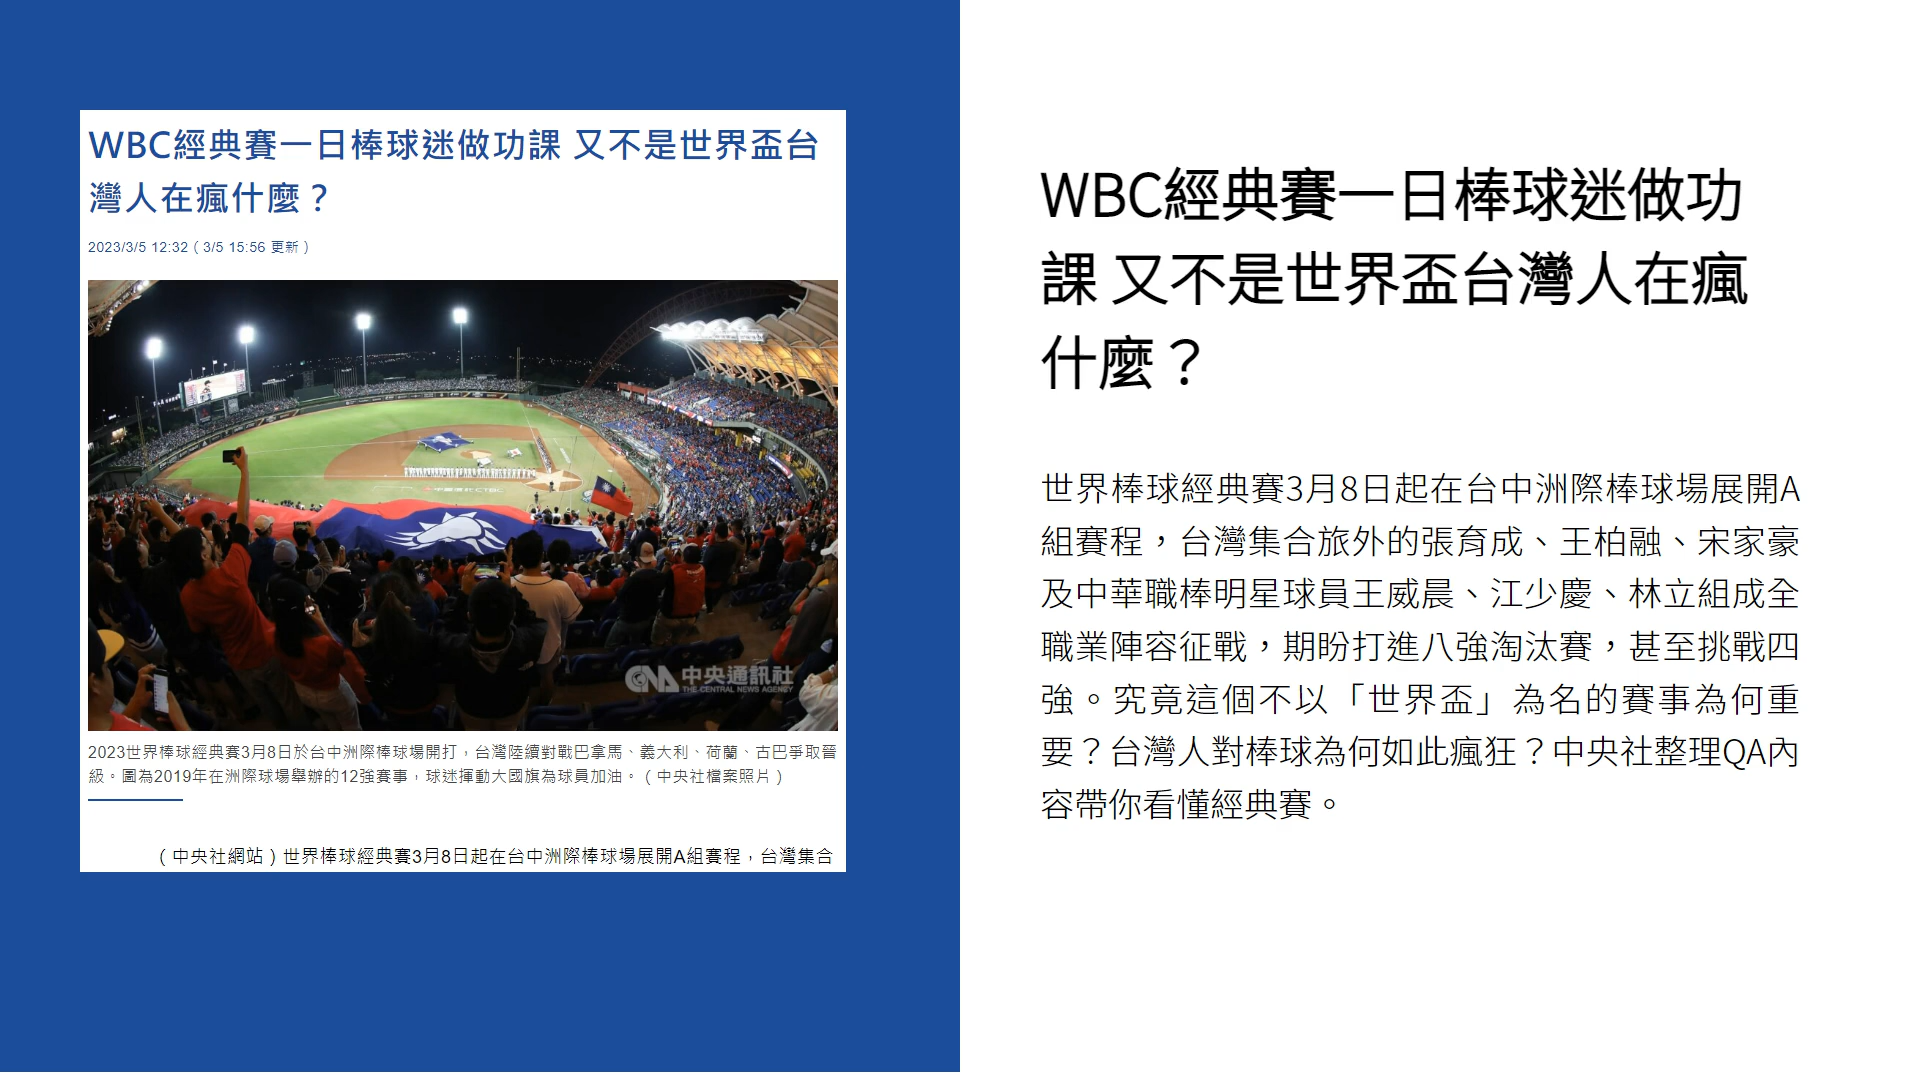 WBC經典賽一日棒球迷做功課 又不是世界盃台
灣人在瘋什麼？
2023/3/5 12:32（3/5 15:56 更新）
CNA 中央通訊社
THE CENTRAL NEWS AGENCY
2023世界棒球經典賽3月8日於台中洲際棒球場開打，台灣陸續對戰巴拿馬、義大利、荷蘭、古巴爭取晉
級。圖為2019年在洲際球場舉辦的12強賽事，球迷揮動大國旗為球員加油。（中央社檔案照片）
（中央社網站）世界棒球經典賽3月8日起在台中洲際棒球場展開A組賽程，台灣集合
WBC經典賽一日棒球迷做功
課 又不是世界盃台灣人在瘋
什麼？
世界棒球經典賽3月8日起在台中洲際棒球場展開A
組賽程，台灣集合旅外的張育成、王柏融、宋家豪
及中華職棒明星球員王威晨、江少慶、林立組成全
職業陣容征戰，期盼打進八強淘汰賽，甚至挑戰四
強。究竟這個不以「世界盃」為名的賽事為何重
要？台灣人對棒球為何如此瘋狂？中央社整理QA內
容帶你看懂經典賽。